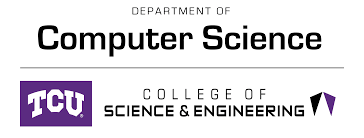 DEPARTMENT OF
Computer Science
TCU
COLLEGE OF
SCIENCE & ENGINEERING